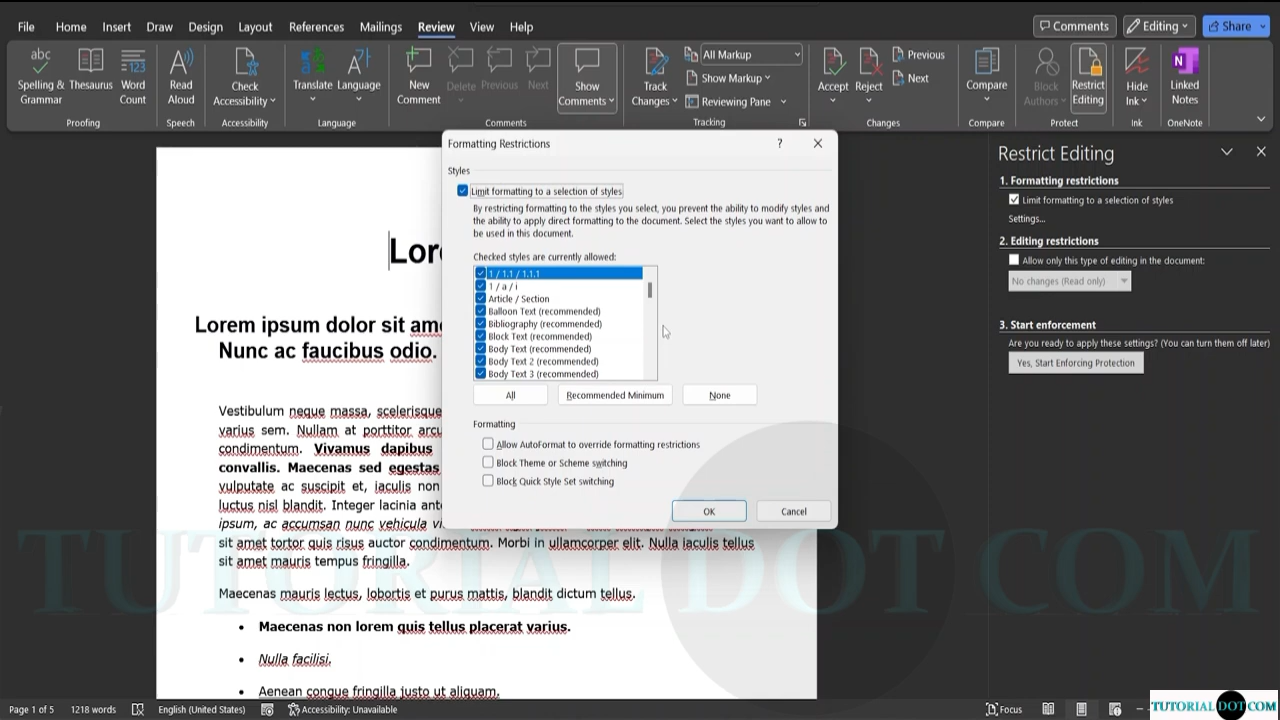 File Home Insert Draw Design Layout References Mailings Review View Help Comments Editing Share
Spelling & Grammar Thesaurus Word Count Read Aloud Check Accessibility Translate Language New Comment Delete Previous Next Show Comments Track Changes All Markup Show Markup Reviewing Pane Accept Reject Previous Next Compare Block Authors Restrict Editing Hide Ink Linked Notes
Proofing Speech Accessibility Language Comments Tracking Changes Compare Protect Ink OneNote
Formatting Restrictions
Styles
Limit formatting to a selection of styles
By restricting formatting to the styles you select, you prevent the ability to modify styles and
the ability to apply direct formatting to the document. Select the styles you want to allow to
be used in this document.
Checked styles are currently allowed:
1 / 1.1 / 1.1.1
1 / a / i
Article / Section
Balloon Text (recommended)
Bibliography (recommended)
Block Text (recommended)
Body Text (recommended)
Body Text 2 (recommended)
Body Text 3 (recommended)
All Recommended Minimum None
Formatting
Allow AutoFormat to override formatting restrictions
Block Theme or Scheme switching
Block Quick Style Set switching
OK Cancel
Restrict Editing
1. Formatting restrictions
Limit formatting to a selection of styles
Settings...
2. Editing restrictions
Allow only this type of editing in the document:
No changes (Read only)
3. Start enforcement
Are you ready to apply these settings? (You can turn them off later)
Yes, Start Enforcing Protection
Lor
Lorem ipsum dolor sit ame
Nunc ac faucibus odio.
Vestibulum neque massa, scelerisque
varius sem. Nullam at porttitor arcu
condimentum. Vivamus dapibus
convallis. Maecenas sed egestas
vulputate ac suscipit et, iaculis non
luctus nisl blandit. Integer lacinia ante
ipsum, ac accumsan nunc vehicula vi
sit amet tortor quis risus auctor condimentum. Morbi in ullamcorper elit. Nulla iaculis tellus
sit amet mauris tempus fringilla.
Maecenas mauris lectus, lobortis et purus mattis, blandit dictum tellus.
• Maecenas non lorem quis tellus placerat varius.
• Nulla facilisi.
• Aenean congue fringilla justo ut aliquam.
TUTORIAL DOT COM
Page 1 of 5 1218 words English (United States) Accessibility: Unavailable Focus
TUTORIAL DOT COM